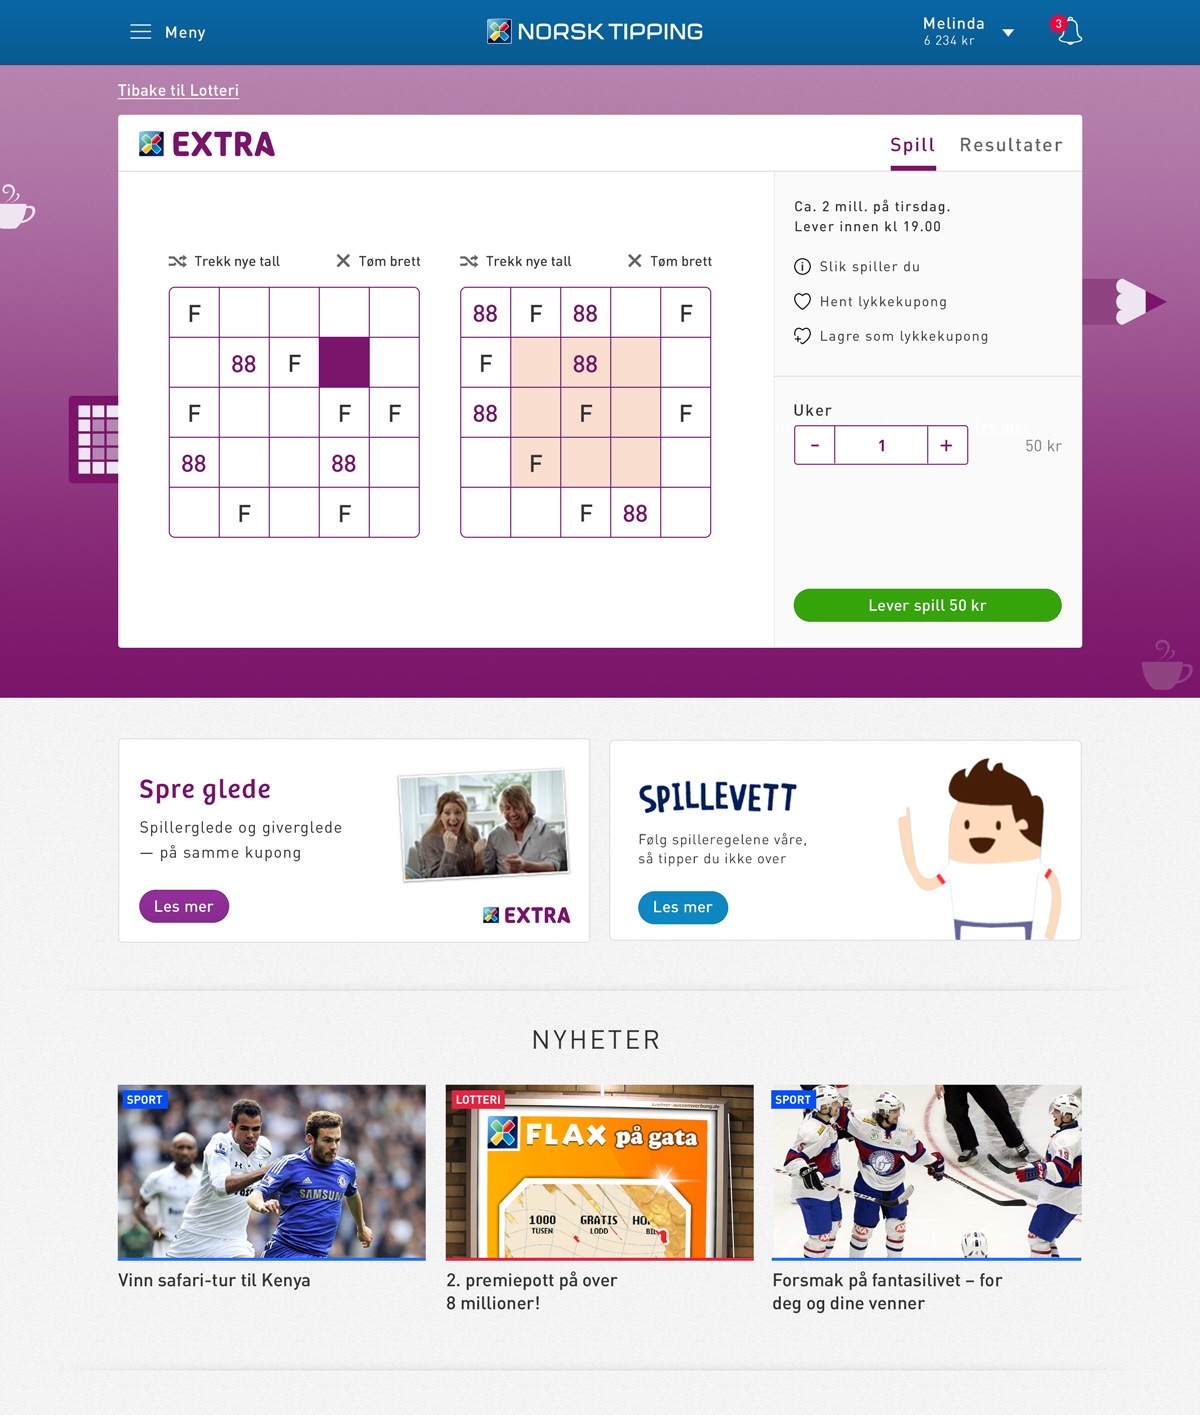 Meny
NORSK TIPPING
Melinda
6 234 kr
3
Tibake til Lotteri
EXTRA
Spill
Resultater
Trekk nye tall
Tøm brett
Trekk nye tall
Tøm brett
F
88 F
F F F
88 88
F F
88 F 88 F
F 88
88 F F
F
F 88
Ca. 2 mill. på tirsdag.
Lever innen kl 19.00
Slik spiller du
Hent lykkekupong
Lagre som lykkekupong
Uker
- 1 +
50 kr
Lever spill 50 kr
Spre glede
Spillerglede og giverglede
— på samme kupong
Les mer
EXTRA
SPILLEVETT
Følg spilleregelene våre,
så tipper du ikke over
Les mer
NYHETER
SPORT
SAMSUNG
Vinn safari-tur til Kenya
LOTTERI
FLAX på gata
1000
TUSEN
GRATIS
LODD
2. premiepott på over
8 millioner!
SPORT
Forsmak på fantasilivet – for
deg og dine venner